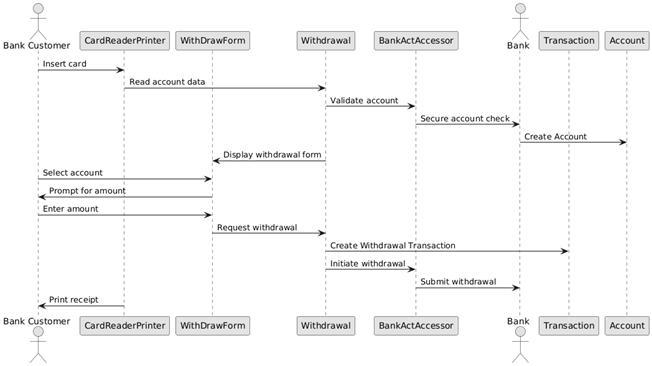 Bank Customer CardReaderPrinter WithDrawForm Withdrawal BankActAccessor Bank Transaction Account
Insert card
Read account data
Validate account
Secure account check
Create Account
Display withdrawal form
Select account
Prompt for amount
Enter amount
Request withdrawal
Create Withdrawal Transaction
Initiate withdrawal
Submit withdrawal
Print receipt
Bank Customer CardReaderPrinter WithDrawForm Withdrawal BankActAccessor Bank Transaction Account